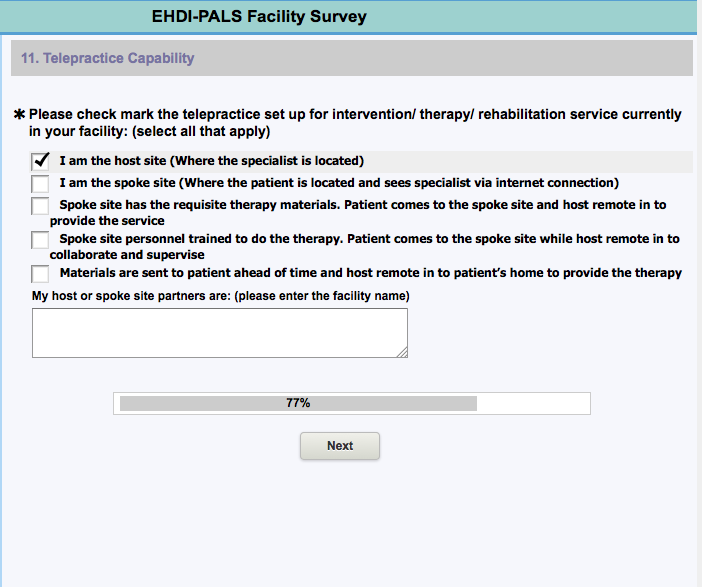 EHDI-PALS Facility Survey
11. Telepractice Capability
* Please check mark the telepractice set up for intervention/ therapy/ rehabilitation service currently
in your facility: (select all that apply)
I am the host site (Where the specialist is located)
I am the spoke site (Where the patient is located and sees specialist via internet connection)
Spoke site has the requisite therapy materials. Patient comes to the spoke site and host remote in to
provide the service
Spoke site personnel trained to do the therapy. Patient comes to the spoke site while host remote in to
collaborate and supervise
Materials are sent to patient ahead of time and host remote in to patient's home to provide the therapy
My host or spoke site partners are: (please enter the facility name)
77%
Next